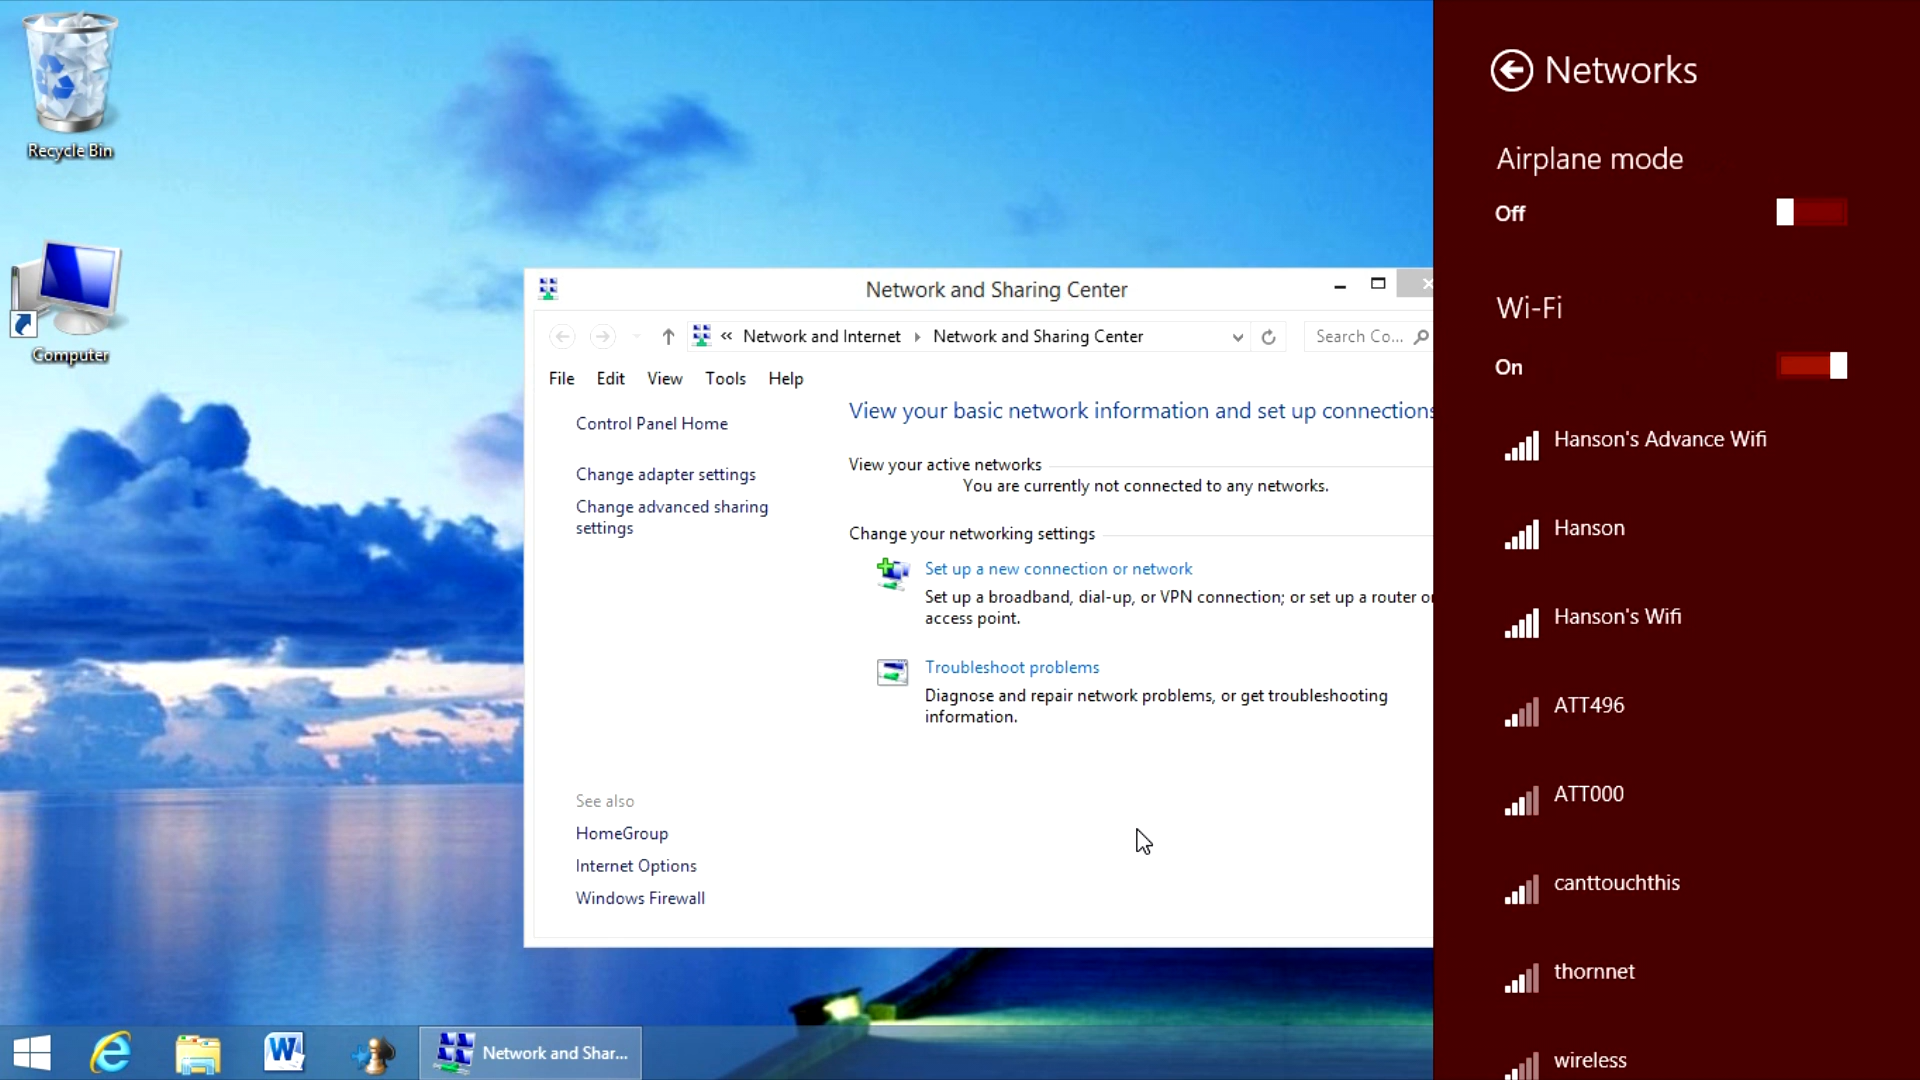 Recycle Bin
Computer
Network and Sharing Center
« Network and Internet Network and Sharing Center
Search Co...
File Edit View Tools Help
Control Panel Home
Change adapter settings
Change advanced sharing
settings
View your basic network information and set up connections
View your active networks
You are currently not connected to any networks.
Change your networking settings
Set up a new connection or network
Set up a broadband, dial-up, or VPN connection; or set up a router or
access point.
Troubleshoot problems
Diagnose and repair network problems, or get troubleshooting
information.
See also
HomeGroup
Internet Options
Windows Firewall
Networks
Airplane mode
Off
Wi-Fi
On
Hanson's Advance Wifi
Hanson
Hanson's Wifi
ATT496
ATT000
canttouchthis
thornnet
wireless
Network and Shar...